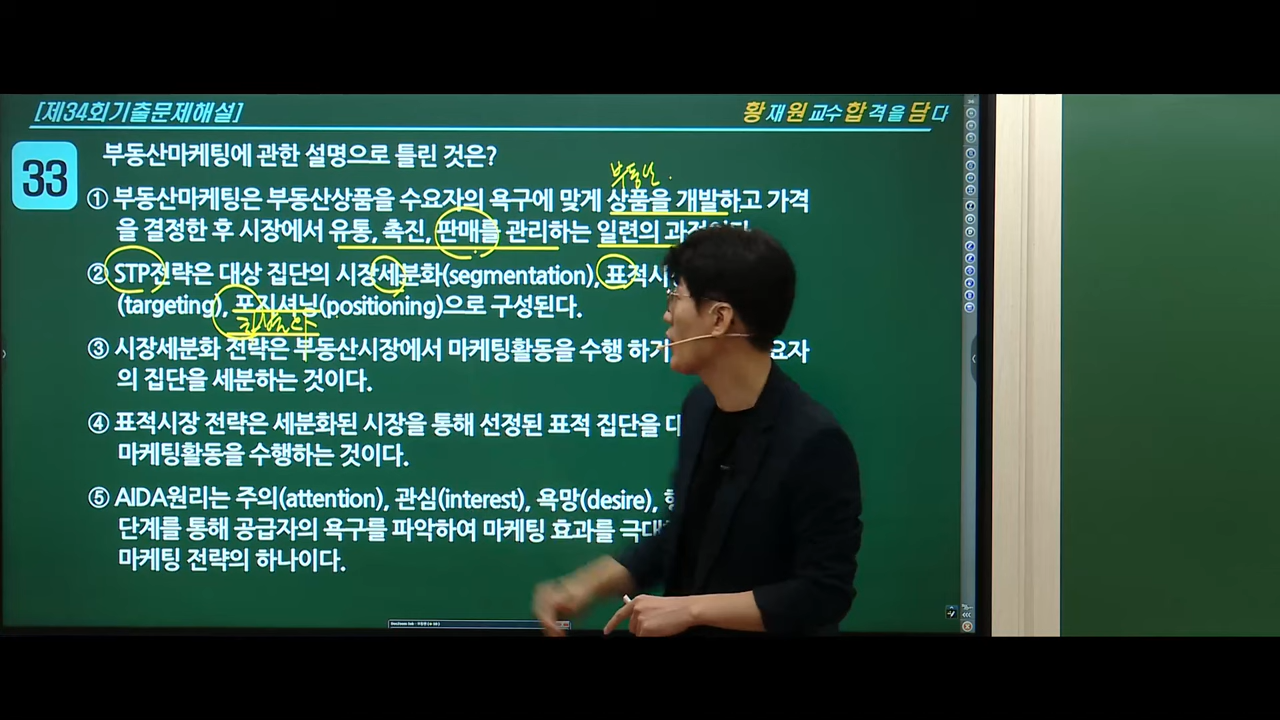 [제34회기출문제해설]
황재원 교수 합격을 담다
33
부동산마케팅에 관한 설명으로 틀린 것은?
부동산
① 부동산마케팅은 부동산상품을 수요자의 욕구에 맞게 상품을 개발하고 가격
을 결정한 후 시장에서 유통, 촉진, 판매를 관리하는 일련의 과정이다.
② STP전략은 대상 집단의 시장세분화(segmentation), 표적시
(targeting), 포지셔닝(positioning)으로 구성된다.
③ 시장세분화 전략은 부동산시장에서 마케팅활동을 수행 하기 요자
의 집단을 세분하는 것이다.
④ 표적시장 전략은 세분화된 시장을 통해 선정된 표적 집단을 대
마케팅활동을 수행하는 것이다.
⑤ AIDA원리는 주의(attention), 관심(interest), 욕망(desire),
단계를 통해 공급자의 욕구를 파악하여 마케팅 효과를 극대
마케팅 전략의 하나이다.